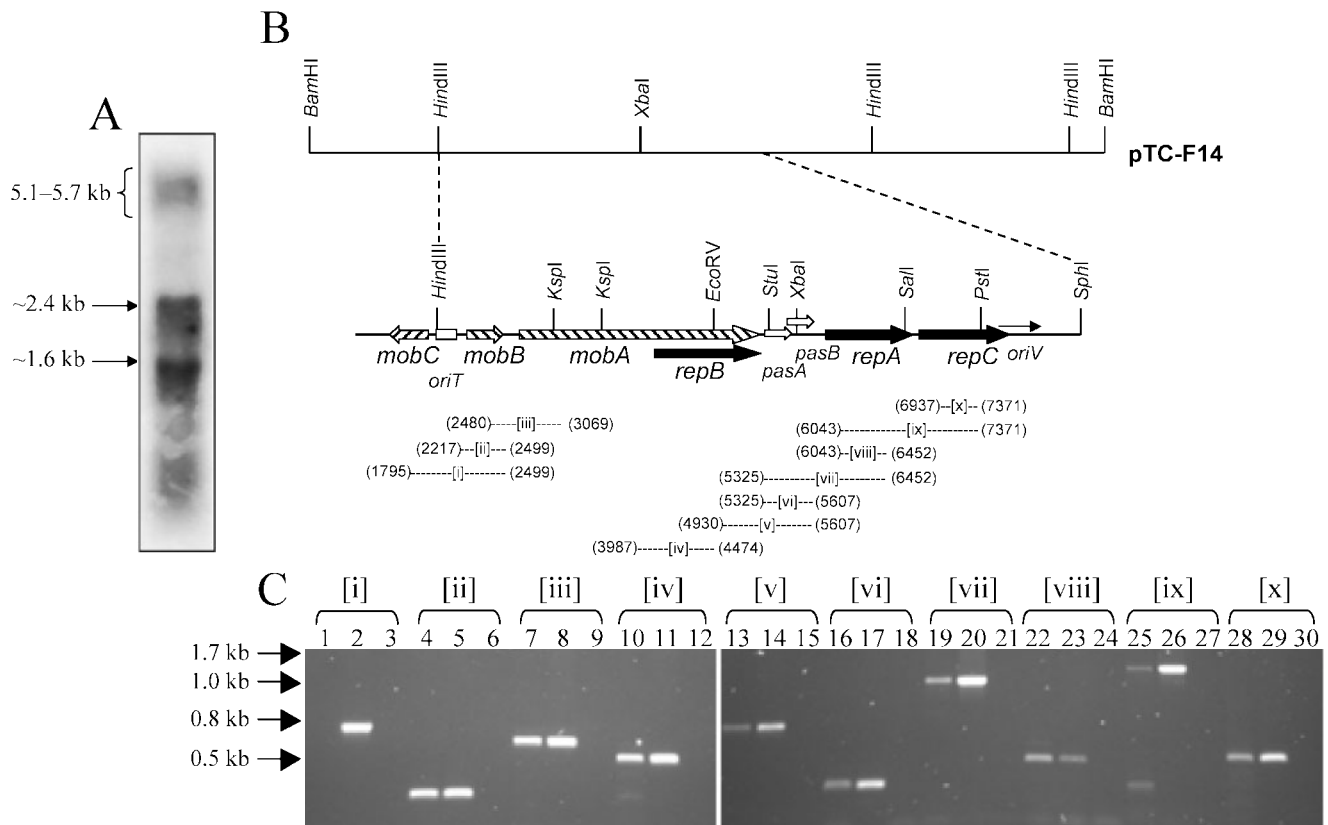 A
5.1–5.7 kb
~2.4 kb
~1.6 kb
B
BamHI HindIII XbaI HindIII HindIII BamHI
pTC-F14
HindIII KspI KspI EcoRV StuI XbaI SalI PstI SphI
mobC oriT mobB mobA repB pasA pasB repA repC oriV
(6937)--[x]--(7371)
(2480)-----[iii]-----(3069)
(6043)-----------[ix]---------(7371)
(2217)--[ii]---(2499)
(6043)--[viii]--(6452)
(1795)--------[i]--------(2499)
(5325)----------[vii]---------(6452)
(5325)---[vi]---(5607)
(4930)-------[v]--------(5607)
(3987)------[iv]-----(4474)
C
[i] [ii] [iii] [iv] [v] [vi] [vii] [viii] [ix] [x]
1 2 3 4 5 6 7 8 9 10 11 12 13 14 15 16 17 18 19 20 21 22 23 24 25 26 27 28 29 30
1.7 kb
1.0 kb
0.8 kb
0.5 kb